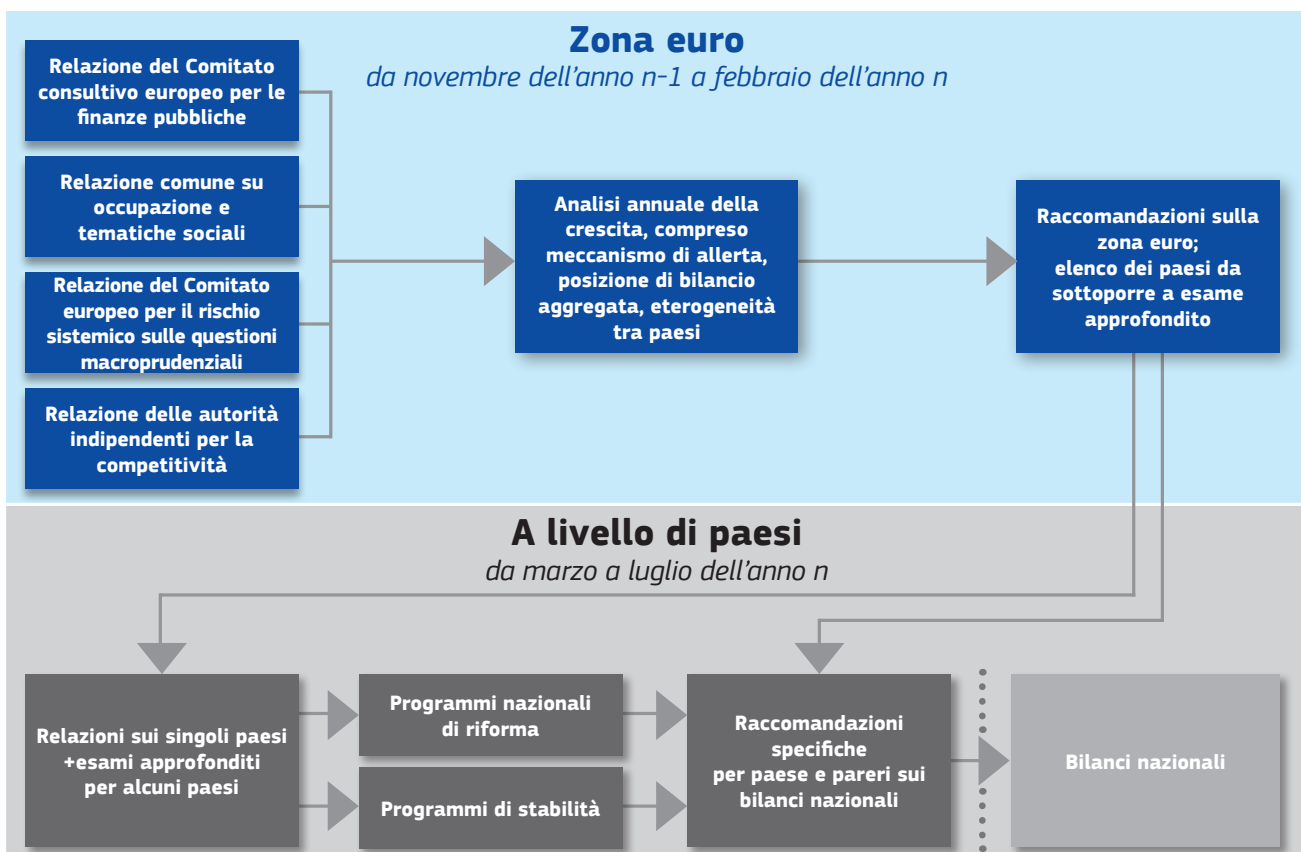 Zona euro
da novembre dell'anno n-1 a febbraio dell'anno n
Relazione del Comitato
consultivo europeo per le
finanze pubbliche
Relazione comune su
occupazione e
tematiche sociali
Relazione del Comitato
europeo per il rischio
sistemico sulle questioni
macroprudenziali
Relazione delle autorità
indipendenti per la
competitività
Analisi annuale della
crescita, compreso
meccanismo di allerta,
posizione di bilancio
aggregata, eterogeneità
tra paesi
Raccomandazioni sulla
zona euro;
elenco dei paesi da
sottoporre a esame
approfondito
A livello di paesi
da marzo a luglio dell'anno n
Relazioni sui singoli paesi
+esami approfonditi
per alcuni paesi
Programmi nazionali
di riforma
Programmi di stabilità
Raccomandazioni
specifiche
per paese e pareri sui
bilanci nazionali
Bilanci nazionali